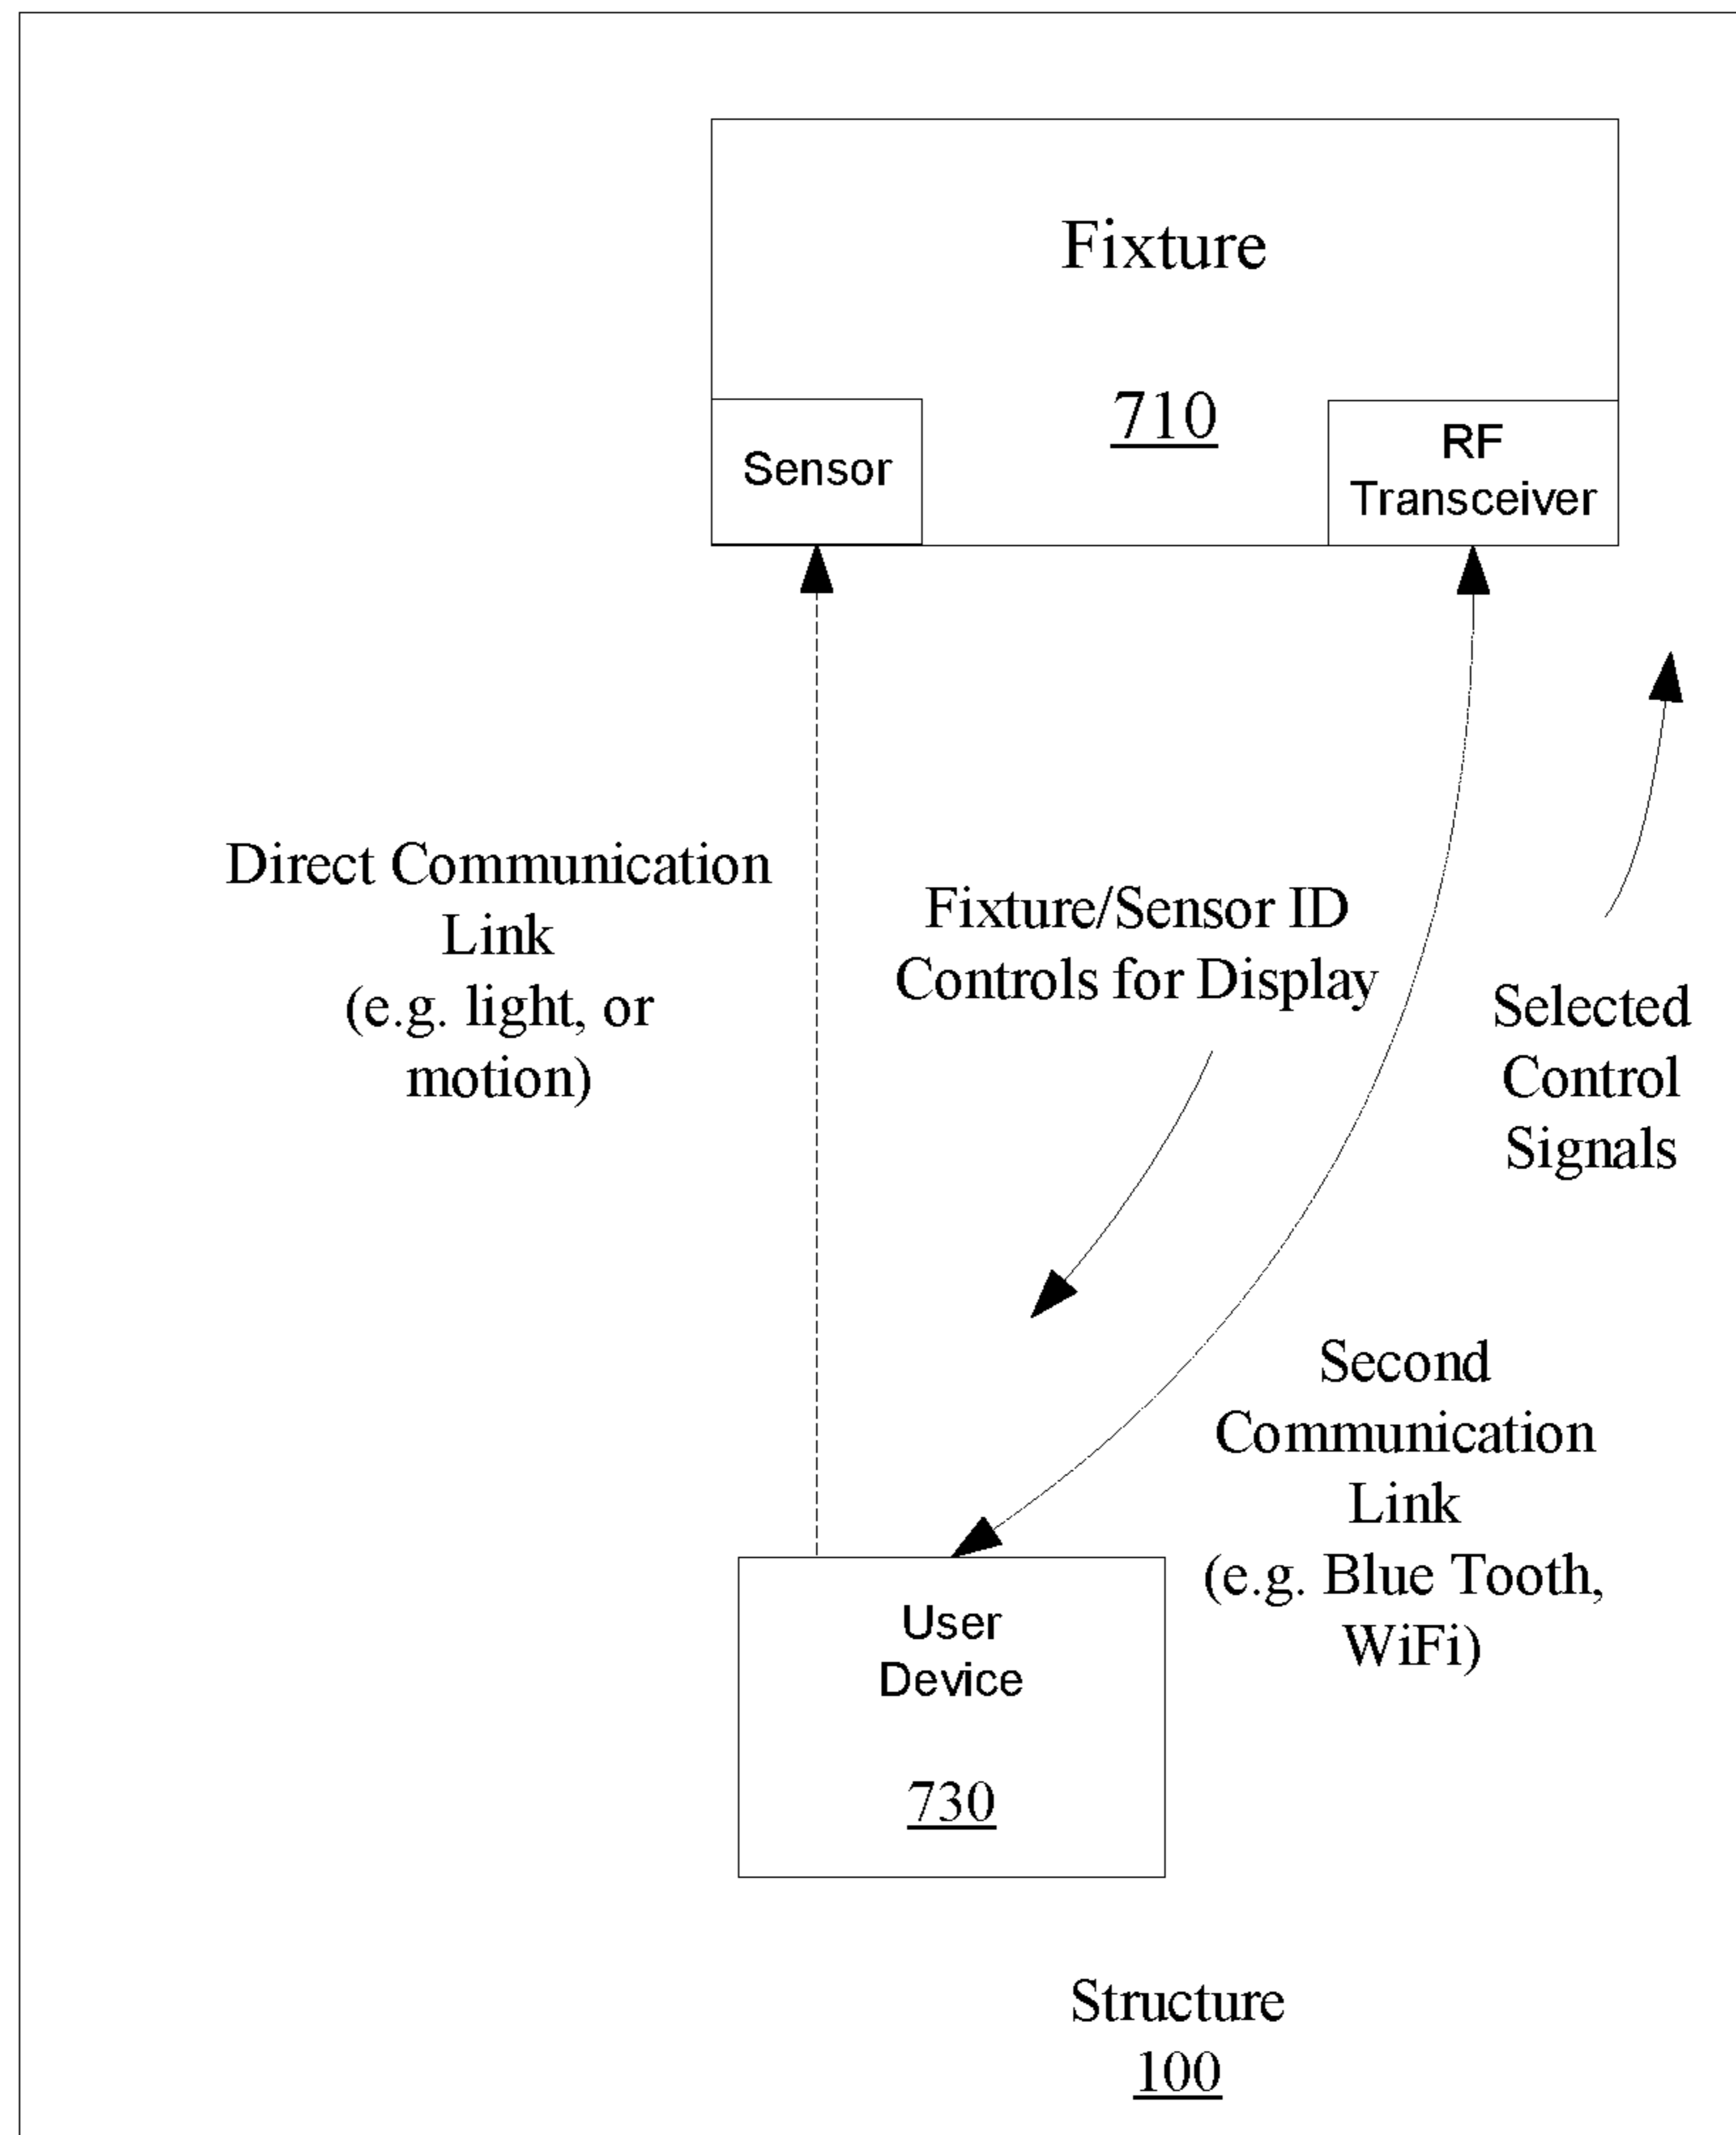 Fixture
710
Sensor
RF
Transceiver
Direct Communication
Link
(e.g. light, or
motion)
Fixture/Sensor ID
Controls for Display
Selected
Control
Signals
Second
Communication
Link
(e.g. Blue Tooth,
WiFi)
User
Device
730
Structure
100